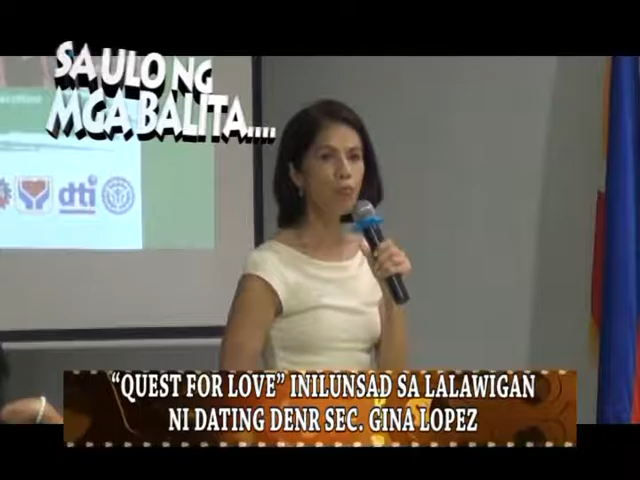 SA ULO NG
MGA BALITA....
dti
"QUEST FOR LOVE" INILUNSAD SA LALAWIGAN
NI DATING DENR SEC. GINA LOPEZ